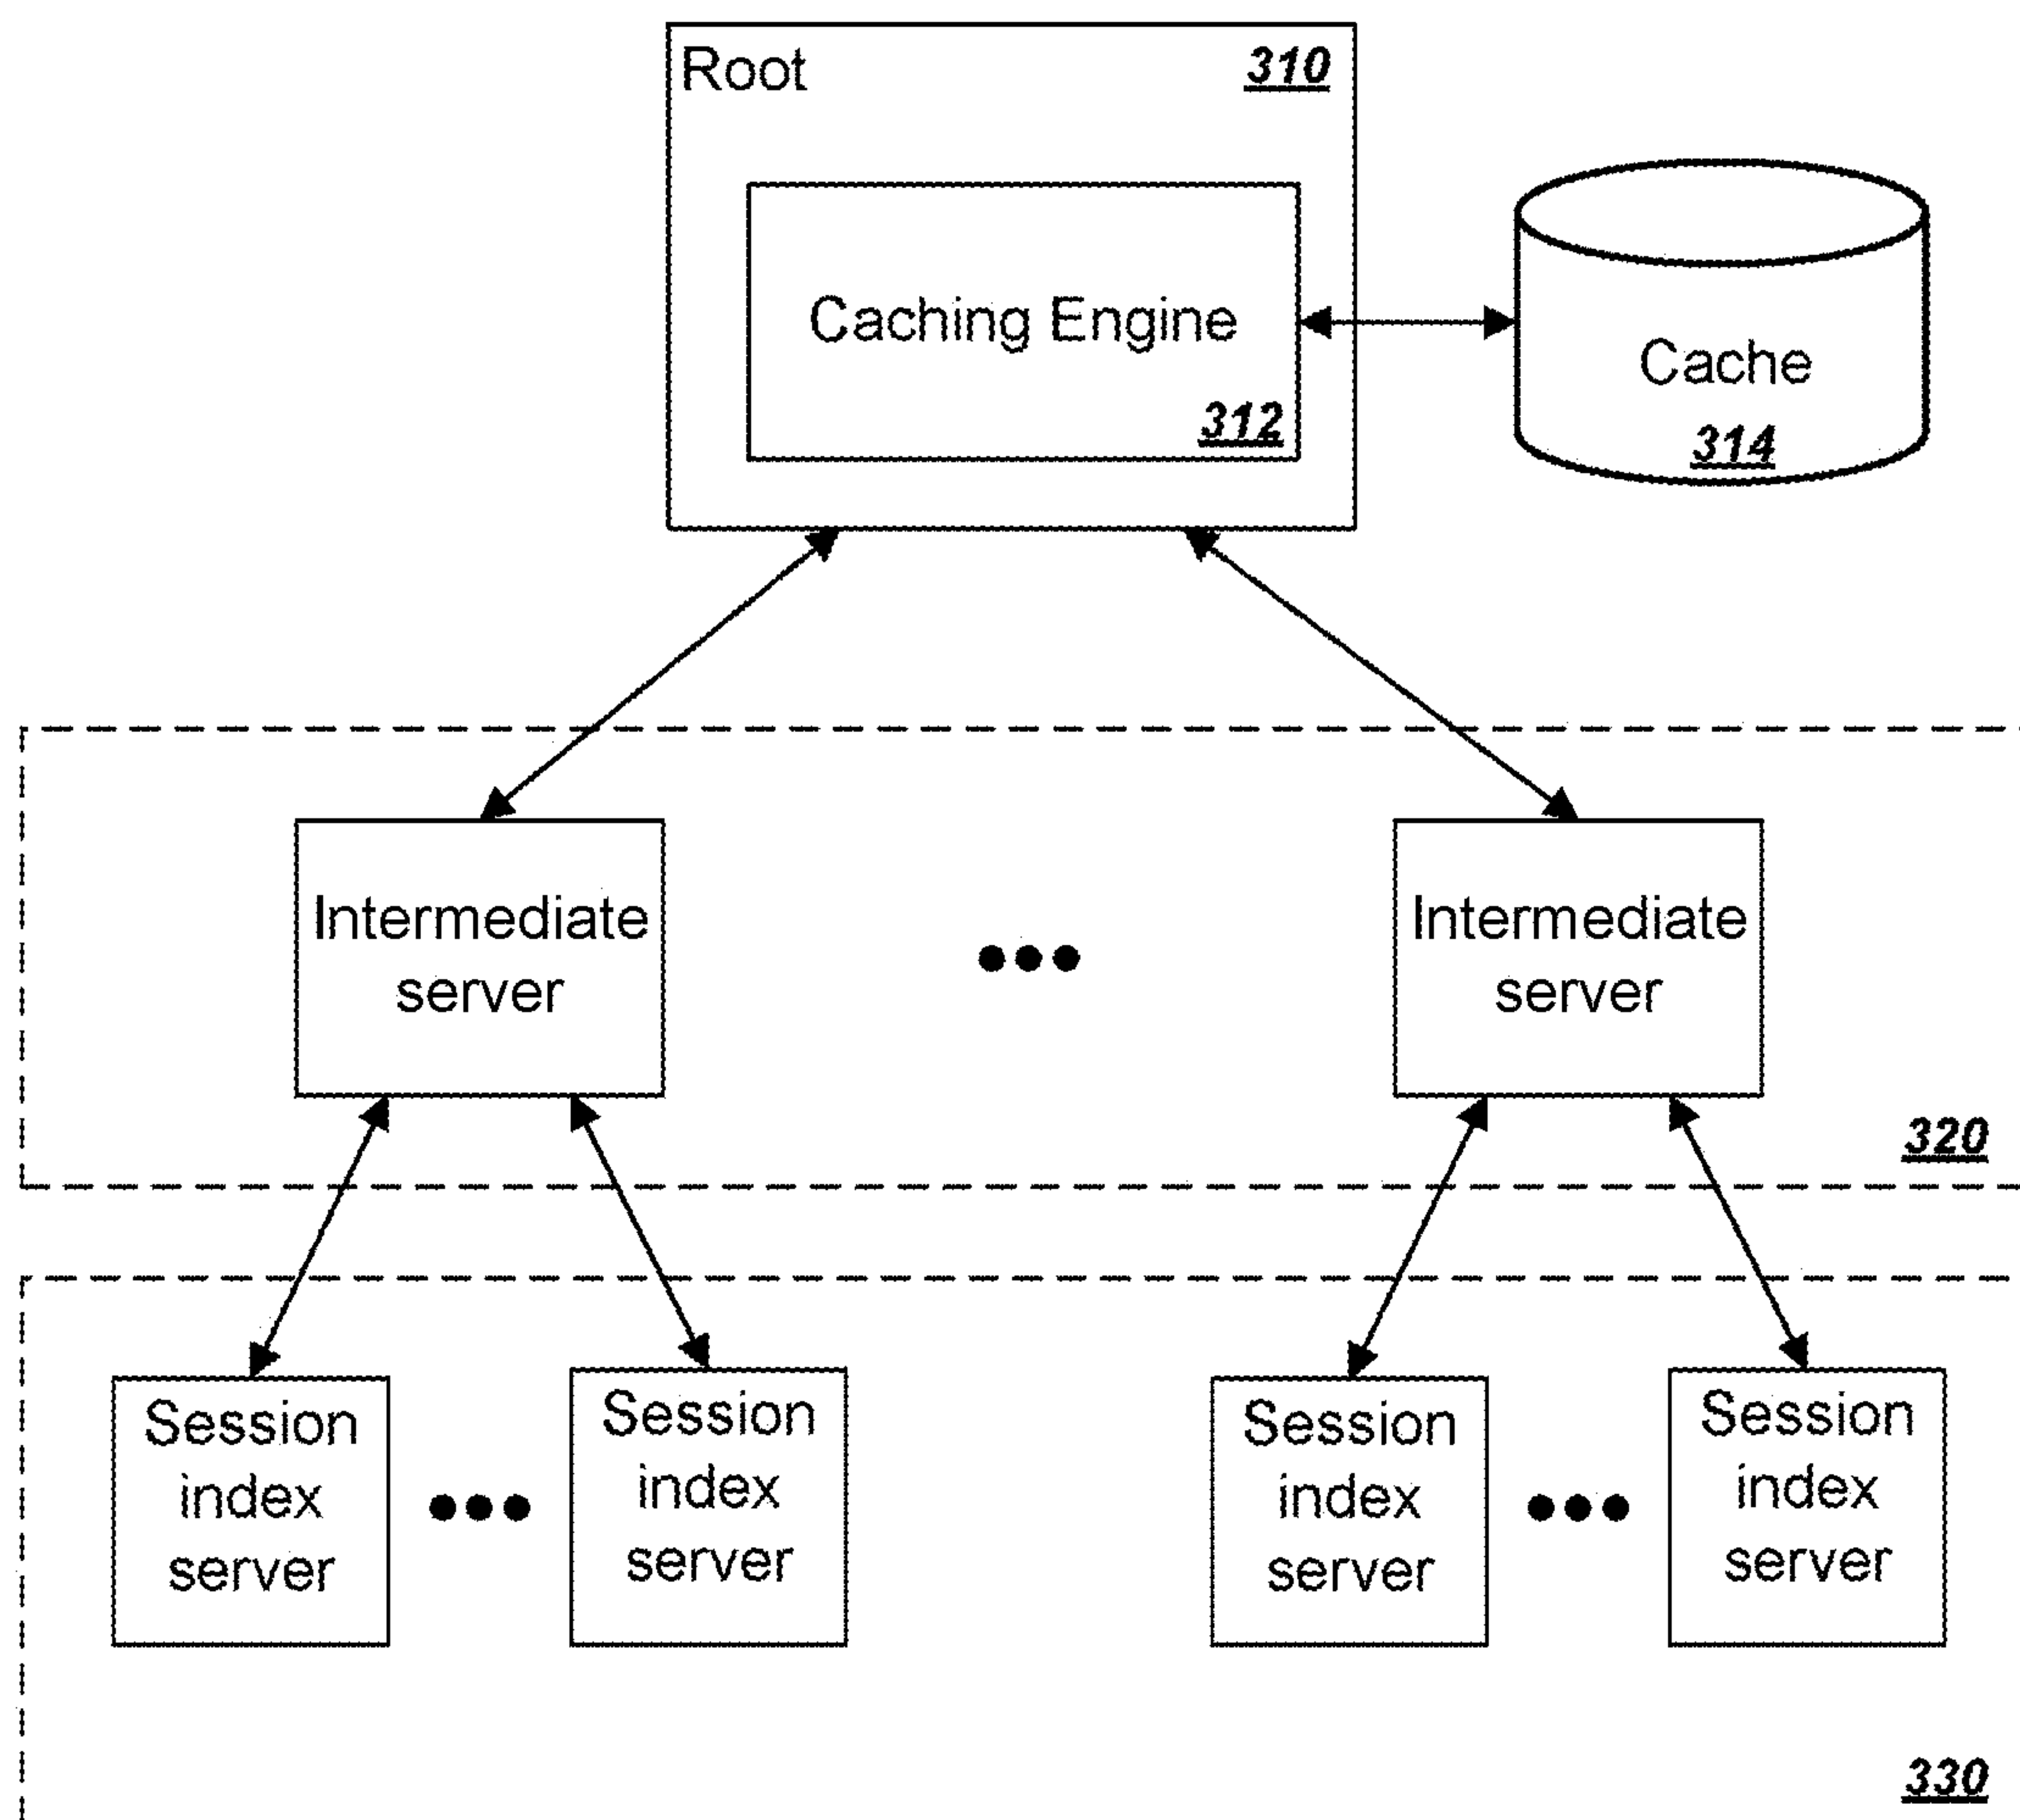 Root
310
Caching Engine
312
Cache
314
Intermediate
server
Intermediate
server
320
Session
index
server
Session
index
server
Session
index
server
Session
index
server
330